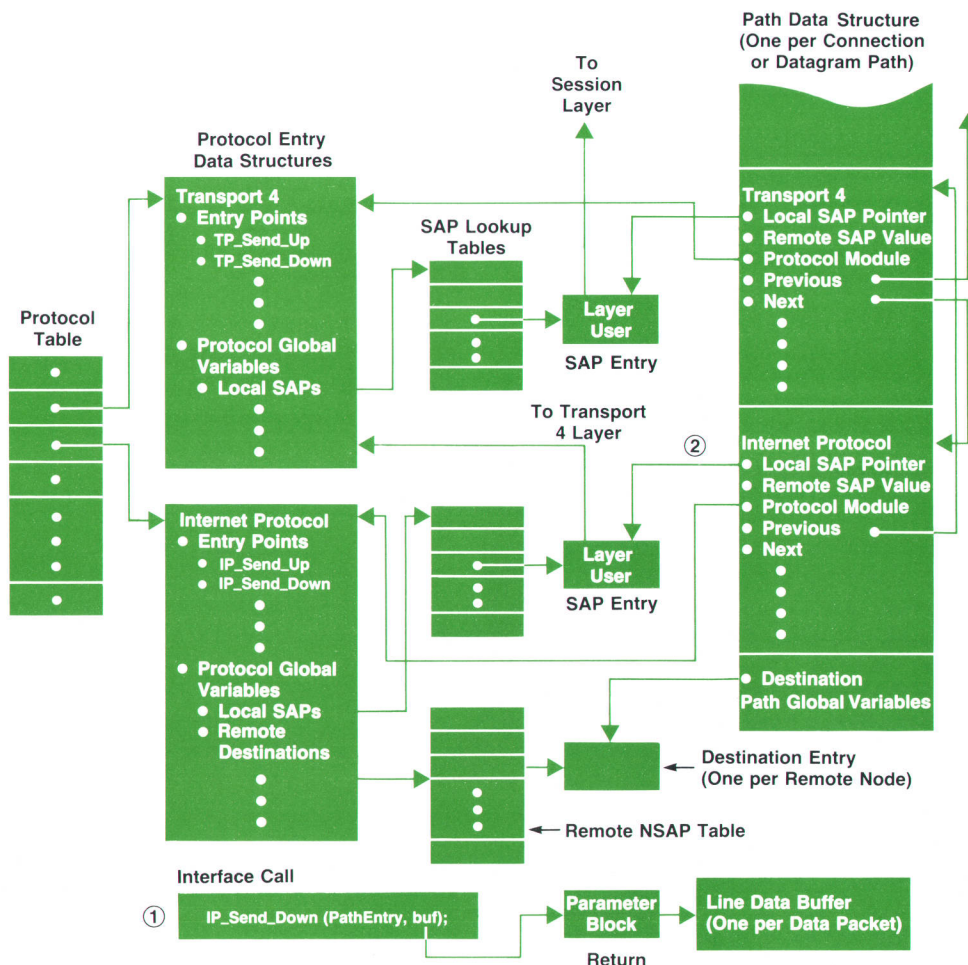 Path Data Structure
(One per Connection
or Datagram Path)
To
Session
Layer
Protocol Entry
Data Structures
Transport 4
● Entry Points
● TP_Send_Up
● TP_Send_Down
● Protocol Global
Variables
● Local SAPs
SAP Lookup
Tables
Layer
User
SAP Entry
Transport 4
● Local SAP Pointer
● Remote SAP Value
● Protocol Module
● Previous
● Next
Protocol
Table
To Transport
4 Layer
②
Internet Protocol
● Local SAP Pointer
● Remote SAP Value
● Protocol Module
● Previous
● Next
Internet Protocol
● Entry Points
● IP_Send_Up
● IP_Send_Down
● Protocol Global
Variables
● Local SAPs
● Remote
Destinations
Layer
User
SAP Entry
● Destination
Path Global Variables
Destination Entry
(One per Remote Node)
Remote NSAP Table
Interface Call
①
IP_Send_Down (PathEntry, buf);
Parameter
Block
Return
Line Data Buffer
(One per Data Packet)